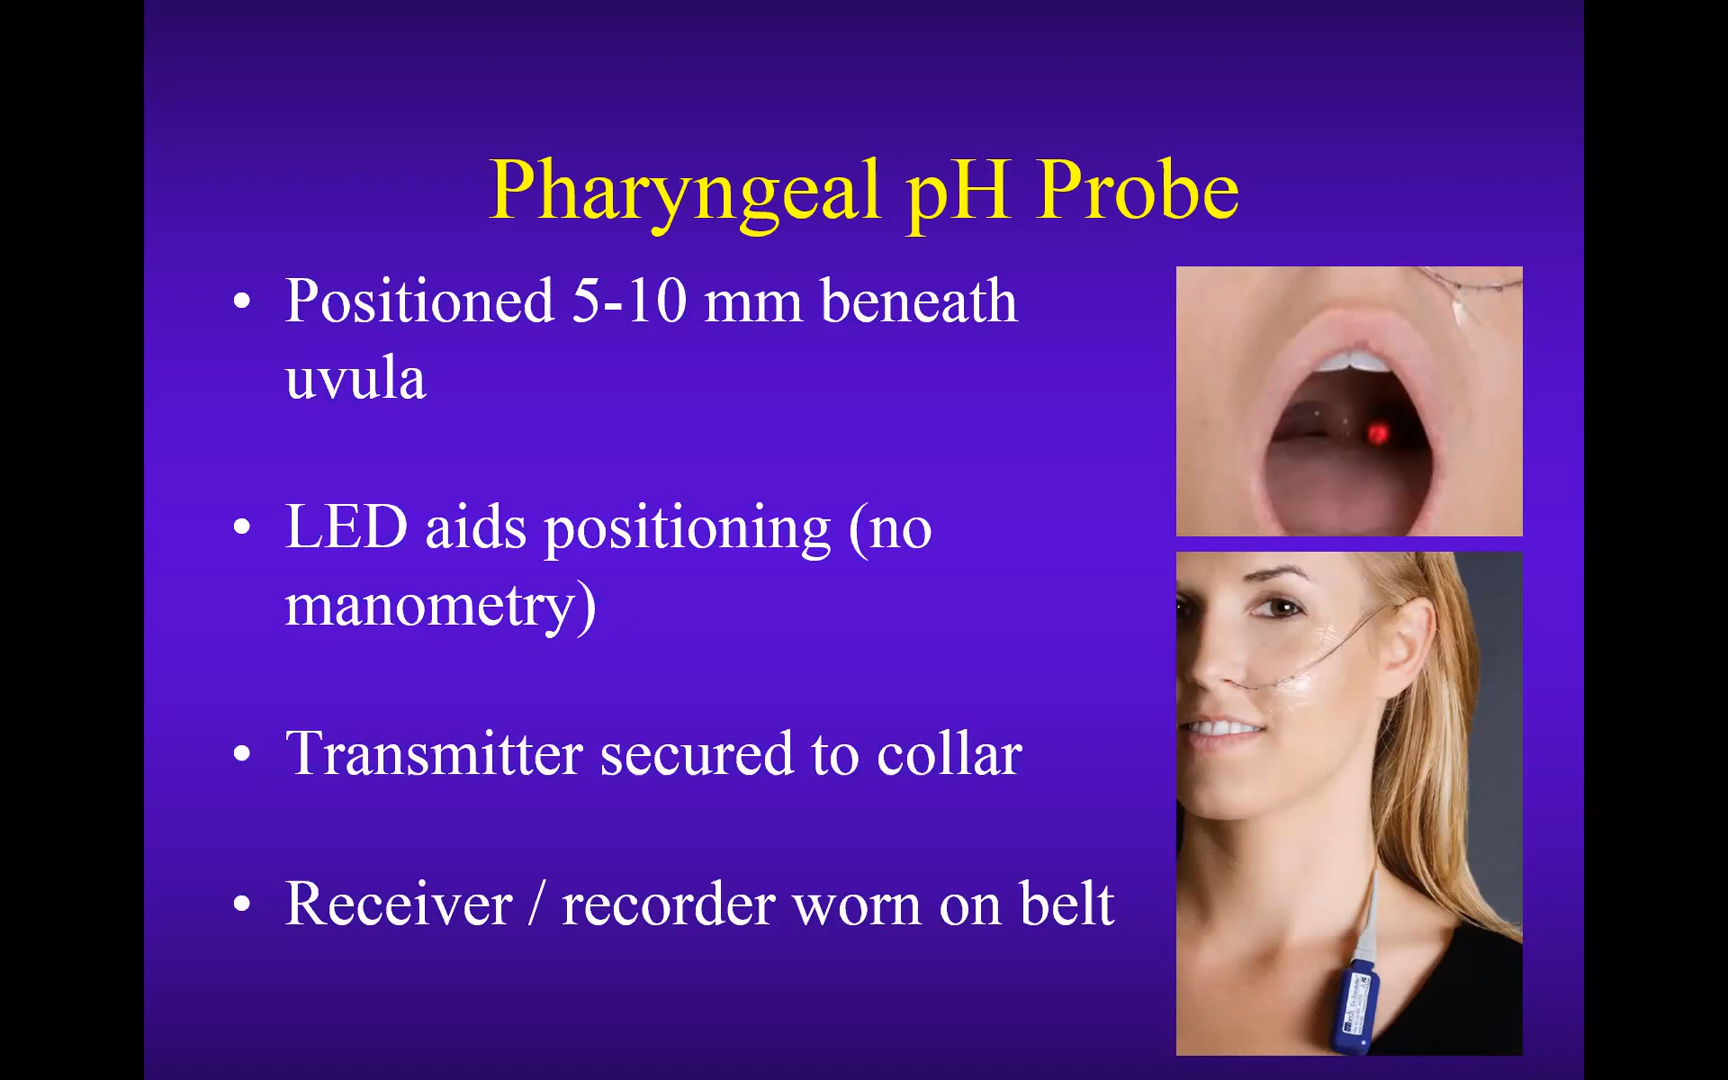 Pharyngeal pH Probe
• Positioned 5-10 mm beneath
uvula
• LED aids positioning (no
manometry)
• Transmitter secured to collar
• Receiver / recorder worn on belt